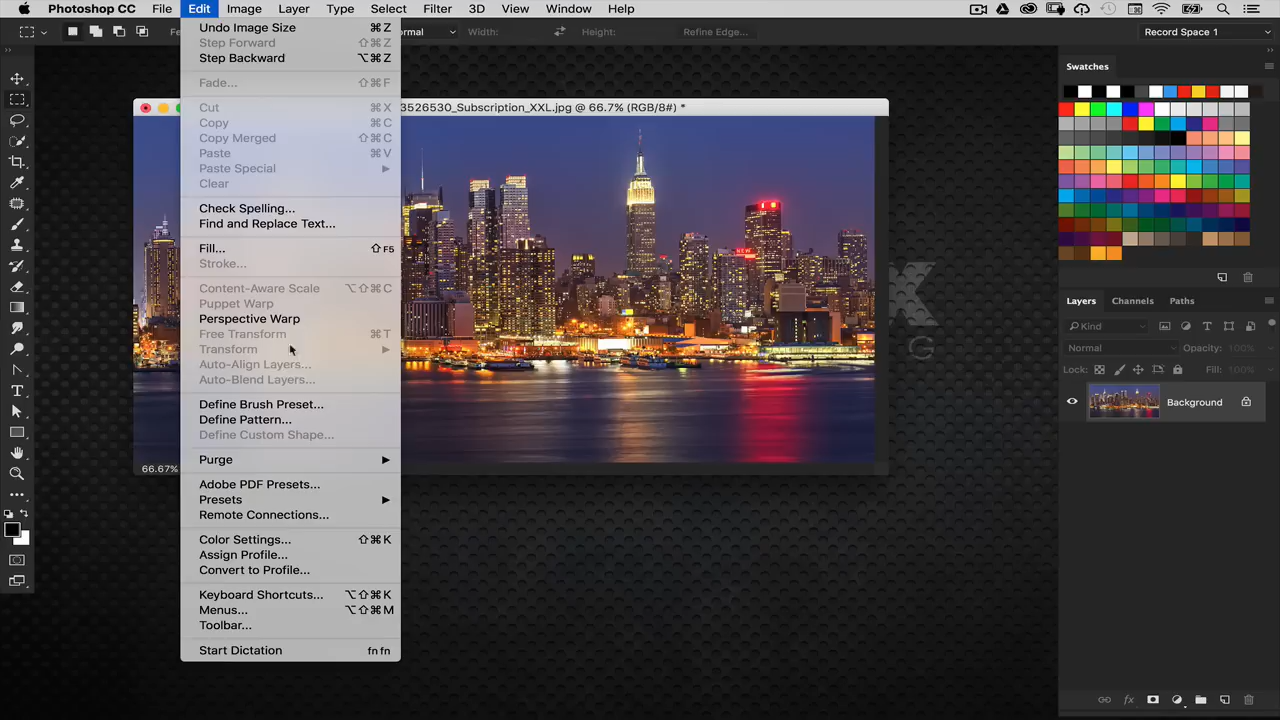 Photoshop CC File Edit Image Layer Type Select Filter 3D View Window Help
Width: Height: Refine Edge... Record Space 1
Undo Image Size ⌘Z
Step Forward ⇧⌘Z
Step Backward ⌥⌘Z
Fade... ⇧⌘F
Cut ⌘X
Copy ⌘C
Copy Merged ⇧⌘C
Paste ⌘V
Paste Special
Clear
Check Spelling...
Find and Replace Text...
Fill... ⇧F5
Stroke...
Content-Aware Scale ⌥⇧⌘C
Puppet Warp
Perspective Warp
Free Transform ⌘T
Transform
Auto-Align Layers...
Auto-Blend Layers...
Define Brush Preset...
Define Pattern...
Define Custom Shape...
Purge
Adobe PDF Presets...
Presets
Remote Connections...
Color Settings... ⇧⌘K
Assign Profile...
Convert to Profile...
Keyboard Shortcuts... ⌥⇧⌘K
Menus... ⌥⇧⌘M
Toolbar...
Start Dictation fn fn
3526530_Subscription_XXL.jpg @ 66.7% (RGB/8#) *
NEW
K
G
66.67%
Swatches
Layers Channels Paths
Kind
Normal Opacity: 100%
Lock: Fill: 100%
Background